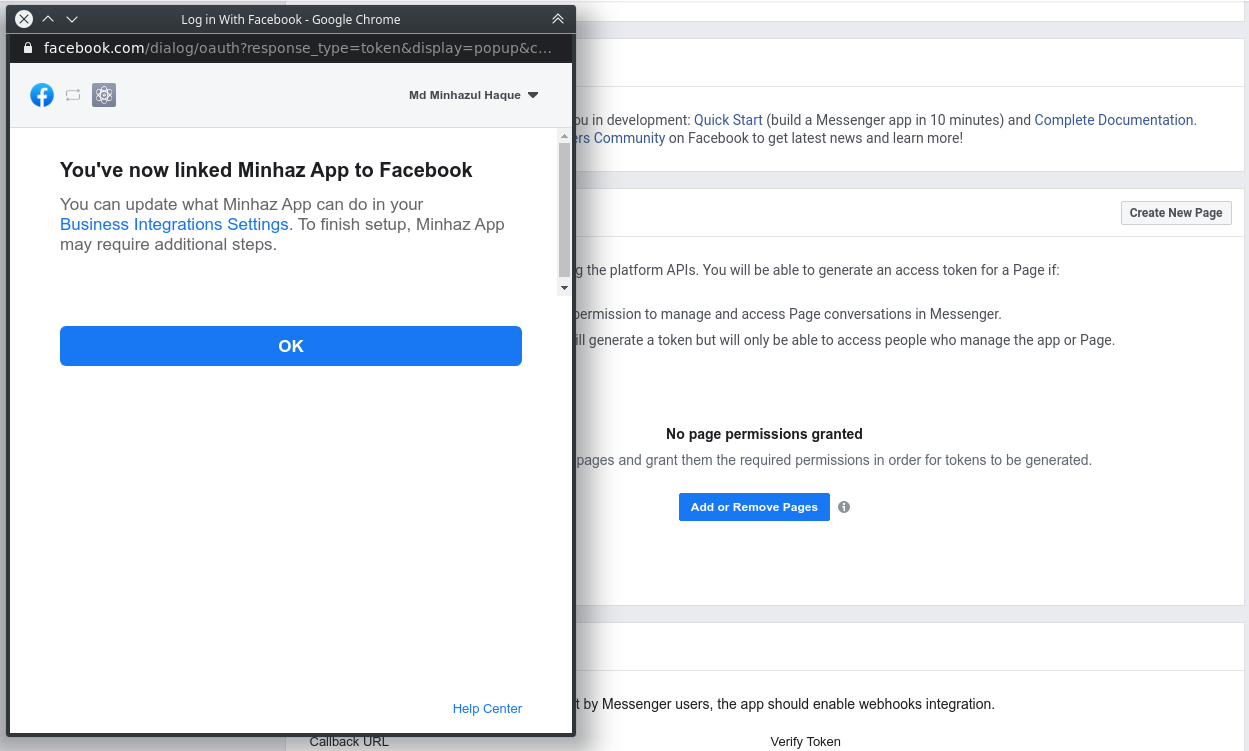 Log in With Facebook - Google Chrome
facebook.com/dialog/oauth?response_type=token&display=popup&c...
Md Minhazul Haque
You've now linked Minhaz App to Facebook
You can update what Minhaz App can do in your
Business Integrations Settings. To finish setup, Minhaz App
may require additional steps.
OK
Help Center
in development: Quick Start (build a Messenger app in 10 minutes) and Complete Documentation.
Community on Facebook to get latest news and learn more!
Create New Page
the platform APIs. You will be able to generate an access token for a Page if:
permission to manage and access Page conversations in Messenger.
generate a token but will only be able to access people who manage the app or Page.
No page permissions granted
pages and grant them the required permissions in order for tokens to be generated.
Add or Remove Pages
by Messenger users, the app should enable webhooks integration.
Callback URL
Verify Token